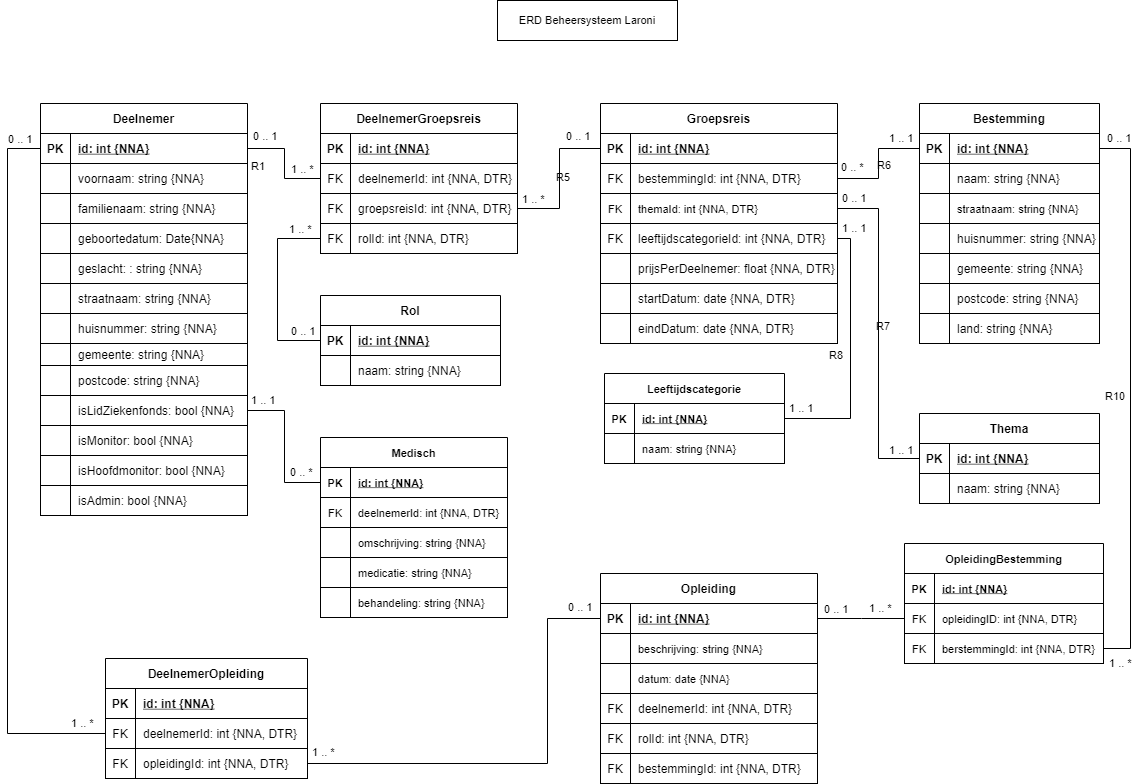 ERD Beheersysteem Laroni
Deelnemer
PK id: int {NNA}
voornaam: string {NNA}
familienaam: string {NNA}
geboortedatum: Date{NNA}
geslacht: : string {NNA}
straatnaam: string {NNA}
huisnummer: string {NNA}
gemeente: string {NNA}
postcode: string {NNA}
isLidZiekenfonds: bool {NNA}
isMonitor: bool {NNA}
isHoofdmonitor: bool {NNA}
isAdmin: bool {NNA}
0 .. 1
0 .. 1
R1
1 .. *
1 .. 1
0 .. *
DeelnemerGroepsreis
PK id: int {NNA}
FK deelnemerId: int {NNA, DTR}
FK groepsreisId: int {NNA, DTR}
FK rolId: int {NNA, DTR}
1 .. *
0 .. 1
Rol
PK id: int {NNA}
naam: string {NNA}
Medisch
PK id: int {NNA}
FK deelnemerId: int {NNA, DTR}
omschrijving: string {NNA}
medicatie: string {NNA}
behandeling: string {NNA}
0 .. 1
R5
1 .. *
Groepsreis
PK id: int {NNA}
FK bestemmingId: int {NNA, DTR}
FK themaId: int {NNA, DTR}
FK leeftijdscategorieId: int {NNA, DTR}
prijsPerDeelnemer: float {NNA, DTR}
startDatum: date {NNA, DTR}
eindDatum: date {NNA, DTR}
1 .. 1
0 .. *
R6
0 .. 1
1 .. 1
R7
R8
Leeftijdscategorie
PK id: int {NNA}
naam: string {NNA}
1 .. 1
Bestemming
PK id: int {NNA}
naam: string {NNA}
straatnaam: string {NNA}
huisnummer: string {NNA}
gemeente: string {NNA}
postcode: string {NNA}
land: string {NNA}
0 .. 1
R10
Thema
PK id: int {NNA}
naam: string {NNA}
1 .. 1
OpleidingBestemming
PK id: int {NNA}
FK opleidingID: int {NNA, DTR}
FK berstemmingId: int {NNA, DTR}
1 .. *
0 .. 1
1 .. *
Opleiding
PK id: int {NNA}
beschrijving: string {NNA}
datum: date {NNA}
FK deelnemerId: int {NNA, DTR}
FK rolId: int {NNA, DTR}
FK bestemmingId: int {NNA, DTR}
0 .. 1
DeelnemerOpleiding
PK id: int {NNA}
FK deelnemerId: int {NNA, DTR}
FK opleidingId: int {NNA, DTR}
1 .. *
1 .. *